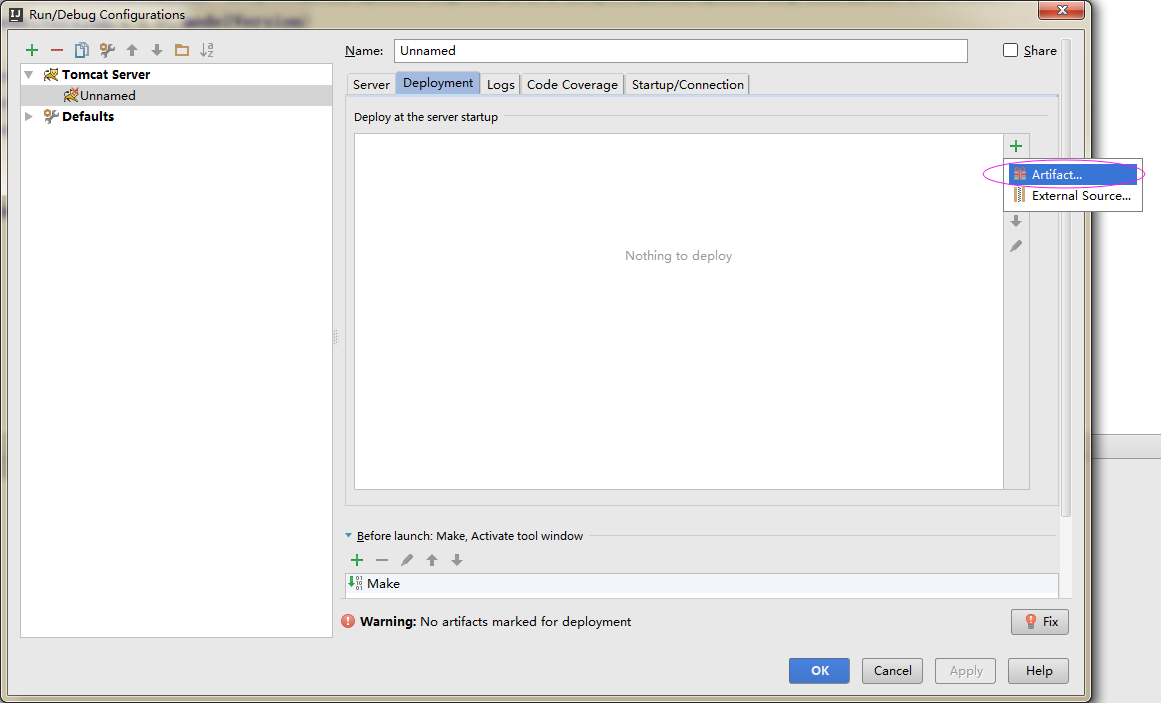 Run/Debug Configurations
Name: Unnamed Share
Tomcat Server
Unnamed
Defaults
Server Deployment Logs Code Coverage Startup/Connection
Deploy at the server startup
Artifact...
External Source...
Nothing to deploy
Before launch: Make, Activate tool window
Make
Warning: No artifacts marked for deployment
Fix
OK Cancel Apply Help